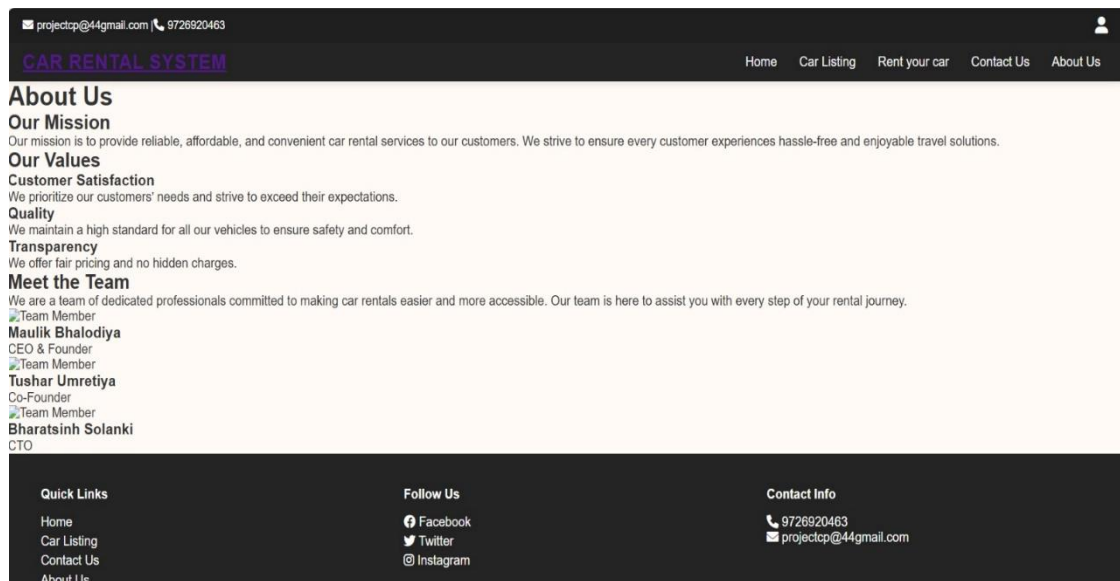 projectcp@44gmail.com | 9726920463
CAR RENTAL SYSTEM
Home Car Listing Rent your car Contact Us About Us
About Us
Our Mission
Our mission is to provide reliable, affordable, and convenient car rental services to our customers. We strive to ensure every customer experiences hassle-free and enjoyable travel solutions.
Our Values
Customer Satisfaction
We prioritize our customers' needs and strive to exceed their expectations.
Quality
We maintain a high standard for all our vehicles to ensure safety and comfort.
Transparency
We offer fair pricing and no hidden charges.
Meet the Team
We are a team of dedicated professionals committed to making car rentals easier and more accessible. Our team is here to assist you with every step of your rental journey.
Team Member
Maulik Bhalodiya
CEO & Founder
Team Member
Tushar Umretiya
Co-Founder
Team Member
Bharatsinh Solanki
CTO
Quick Links
Home
Car Listing
Contact Us
About Us
Follow Us
Facebook
Twitter
Instagram
Contact Info
9726920463
projectcp@44gmail.com